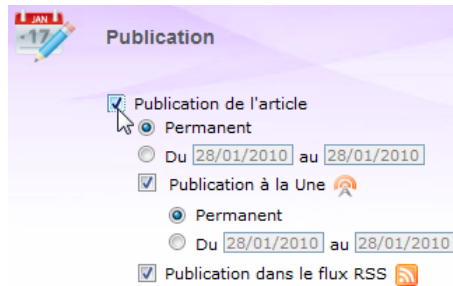 JAN
17
Publication
Publication de l'article
Permanent
Du 28/01/2010 au 28/01/2010
Publication à la Une
Permanent
Du 28/01/2010 au 28/01/2010
Publication dans le flux RSS